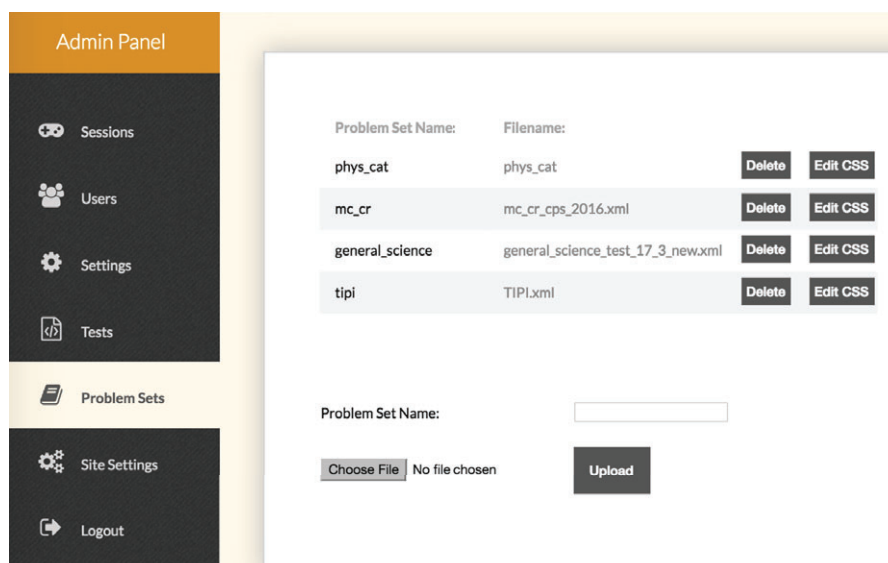 Admin Panel
Sessions
Users
Settings
Tests
Problem Sets
Site Settings
Logout
Problem Set Name: Filename:
phys_cat phys_cat Delete Edit CSS
mc_cr mc_cr_cps_2016.xml Delete Edit CSS
general_science general_science_test_17_3_new.xml Delete Edit CSS
tipi TIPI.xml Delete Edit CSS
Problem Set Name:
Choose File No file chosen Upload